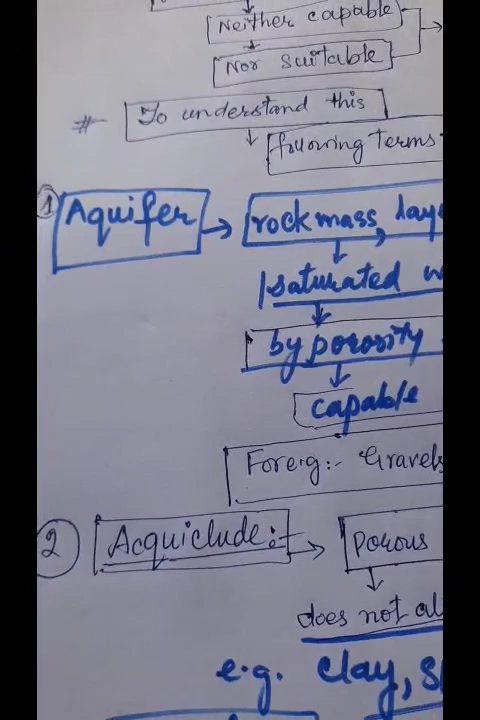 Neither capable
Nor suitable
# To understand this
following terms
1 Aquifer → rock mass, laye
saturated w
by porosity
capable
For e.g:- Gravels
2 Acquiclude:- → Porous
does not al
e.g. clay, s